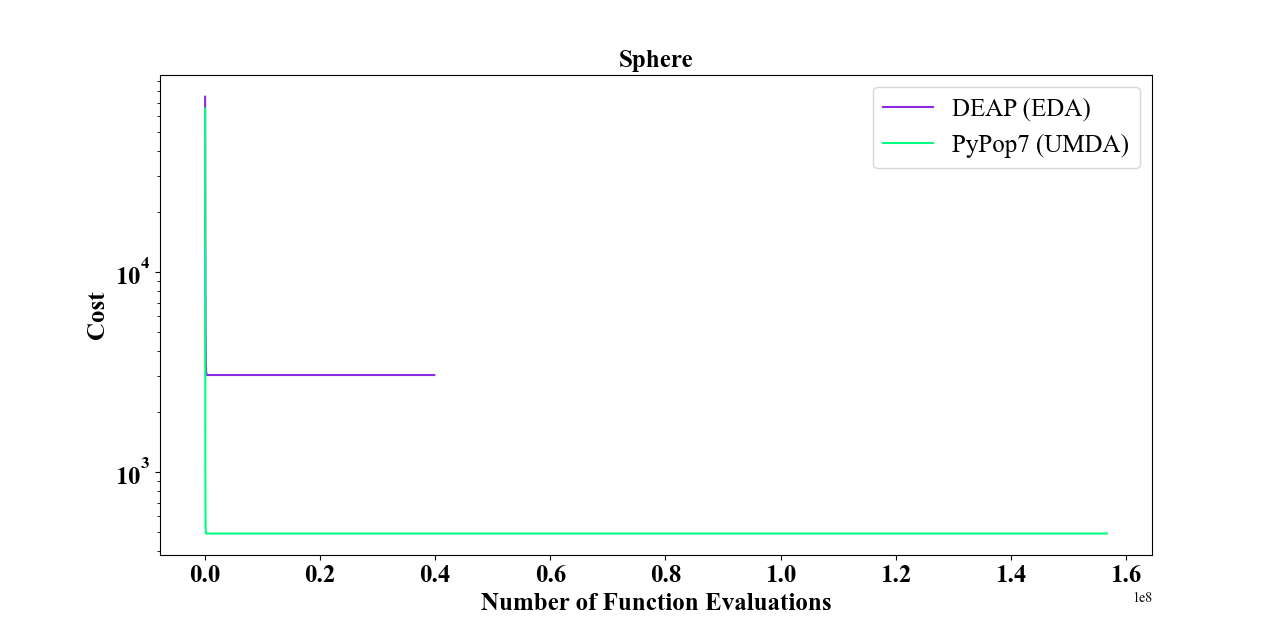 Sphere
DEAP (EDA)
PyPop7 (UMDA)
Cost
10^4
10^3
0.0 0.2 0.4 0.6 0.8 1.0 1.2 1.4 1.6
1e8
Number of Function Evaluations